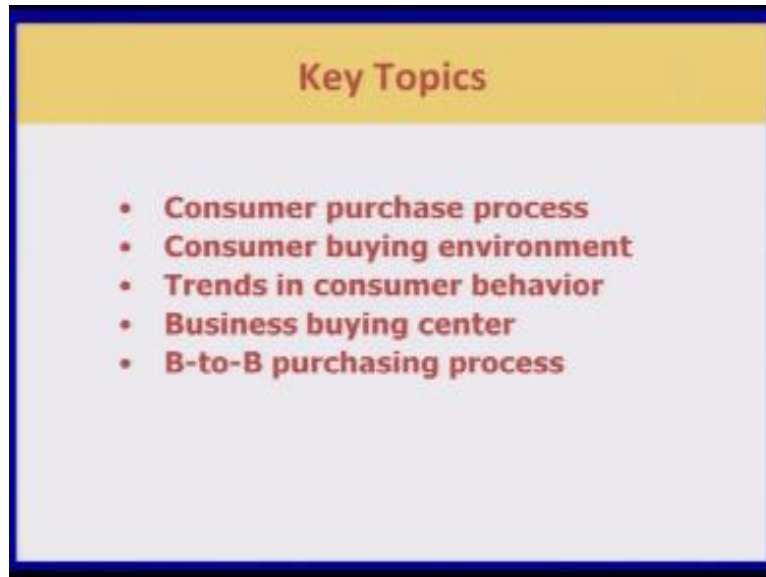 Key Topics
• Consumer purchase process
• Consumer buying environment
• Trends in consumer behavior
• Business buying center
• B-to-B purchasing process